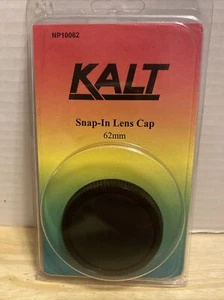 NP10062
KALT
Snap-In Lens Cap
62mm